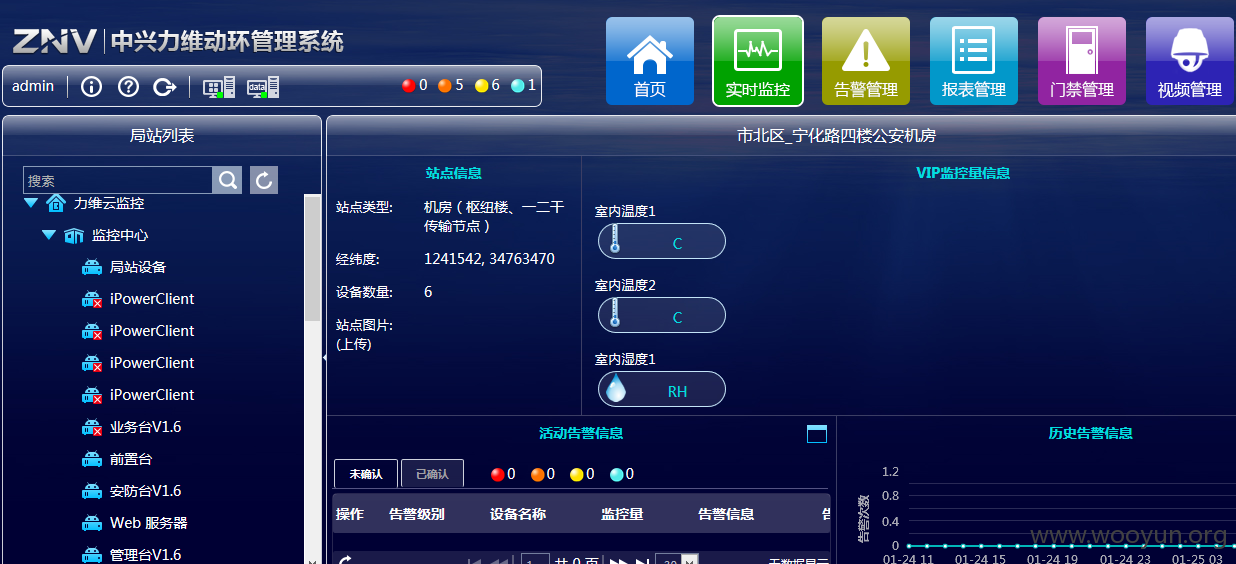 ZNV 中兴力维动环管理系统
admin
0 5 6 1
首页 实时监控 告警管理 报表管理 门禁管理 视频管理
局站列表
搜索
力维云监控
监控中心
局站设备
iPowerClient
iPowerClient
iPowerClient
iPowerClient
业务台V1.6
前置台
安防台V1.6
Web 服务器
管理台V1.6
市北区_宁化路四楼公安机房
站点信息
站点类型: 机房（枢纽楼、一二干
传输节点）
经纬度: 1241542, 34763470
设备数量: 6
站点图片:
(上传)
VIP监控量信息
室内温度1
C
室内温度2
C
室内湿度1
RH
活动告警信息
未确认 已确认 0 0 0 0
操作 告警级别 设备名称 监控量 告警信息
1 共 0 页 20 无数据显示
历史告警信息
告警次数
1.2
0.8
0.4
0
01-24 11 01-24 15 01-24 19 01-24 23 01-25 03
www.wooyun.org